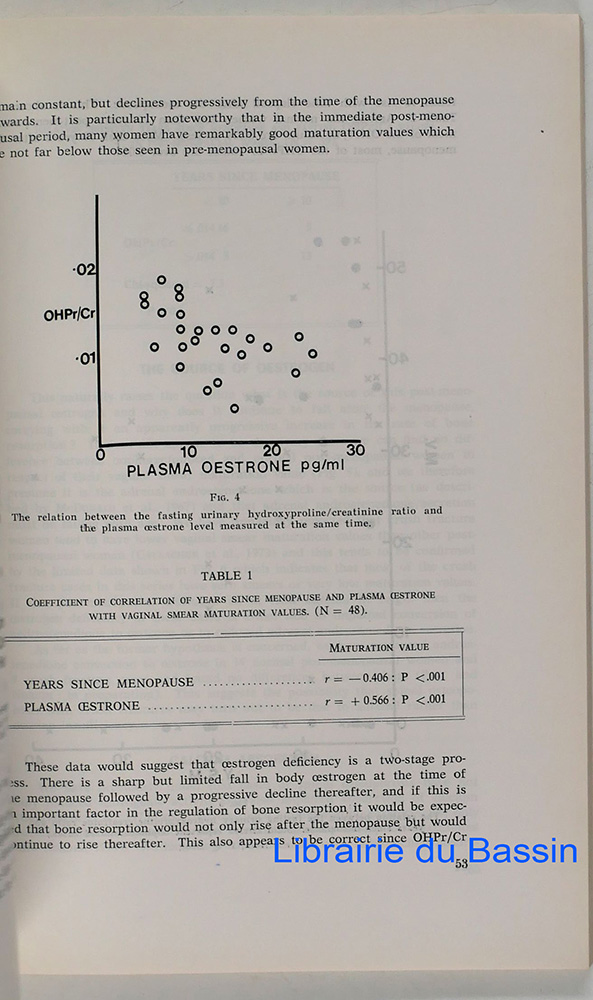 ma:n constant, but declines progressively from the time of the menopause
wards. It is particularly noteworthy that in the immediate post-meno-
usal period, many women have remarkably good maturation values which
e not far below those seen in pre-menopausal women.
·02
OHPr/Cr
·01
0 10 20 30
PLASMA OESTRONE pg/ml
FIG. 4
The relation between the fasting urinary hydroxyproline/creatinine ratio and
the plasma œstrone level measured at the same time.
TABLE 1
COEFFICIENT OF CORRELATION OF YEARS SINCE MENOPAUSE AND PLASMA ŒSTRONE
WITH VAGINAL SMEAR MATURATION VALUES. (N = 48).
MATURATION VALUE
YEARS SINCE MENOPAUSE .................... r = — 0.406 : P <.001
PLASMA ŒSTRONE ............................. r = + 0.566 : P <.001
These data would suggest that œstrogen deficiency is a two-stage pro-
ess. There is a sharp but limited fall in body œstrogen at the time of
e menopause followed by a progressive decline thereafter, and if this is
important factor in the regulation of bone resorption it would be expec-
d that bone resorption would not only rise after the menopause but would
ontinue to rise thereafter. This also appears to be correct since OHPr/Cr
Librairie du Bassin
53